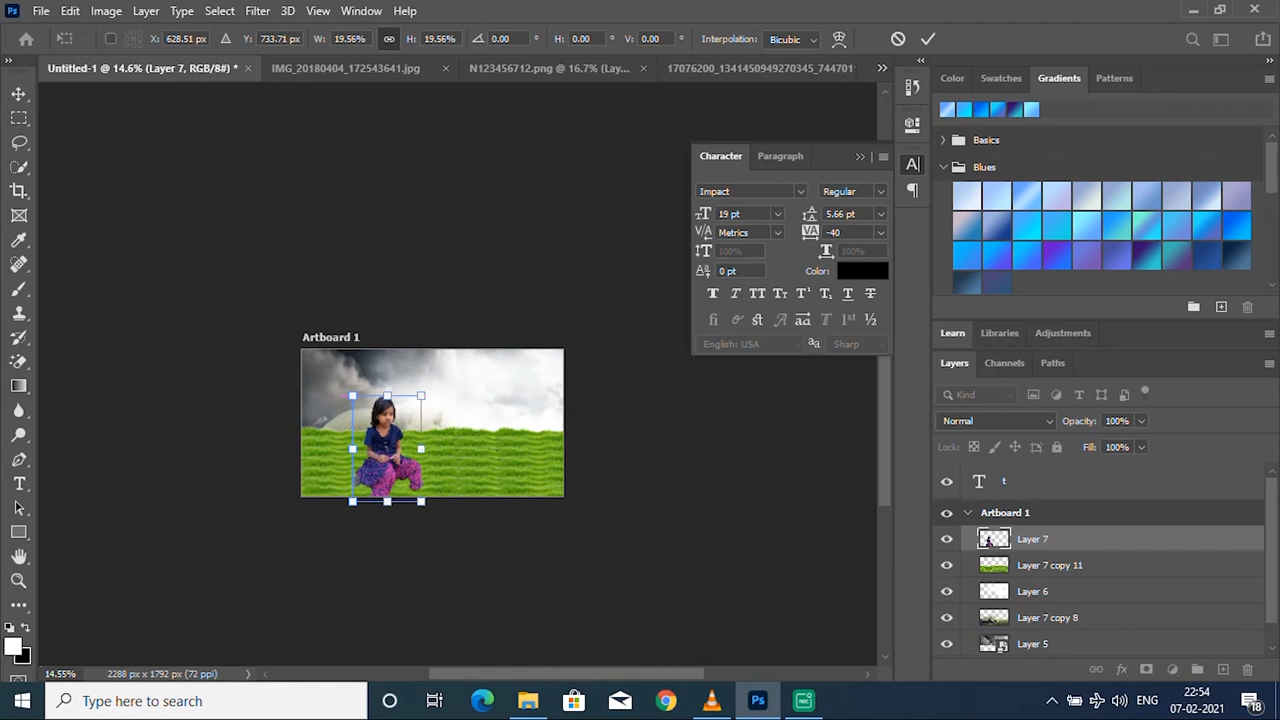 Ps File Edit Image Layer Type Select Filter 3D View Window Help
X: 628.51 px Y: 733.71 px W: 19.56% H: 19.56% 0.00 ° H: 0.00 ° V: 0.00 ° Interpolation: Bicubic
Untitled-1 @ 14.6% (Layer 7, RGB/8#) * × IMG_20180404_172543641.jpg × N123456712.png @ 16.7% (Lay... × 17076200_1341450949270345_744701
Color Swatches Gradients Patterns
Basics
Blues
Character Paragraph
Impact Regular
19 pt 5.66 pt
Metrics -40
100% 100%
0 pt Color:
English: USA Sharp
Learn Libraries Adjustments
Layers Channels Paths
Kind
Normal Opacity: 100%
Lock: Fill: 100%
t
Artboard 1
Layer 7
Layer 7 copy 11
Layer 6
Layer 7 copy 8
Layer 5
Artboard 1
14.55% 2288 px x 1792 px (72 ppi)
Type here to search
Ps
REC
ENG
22:54
07-02-2021
18